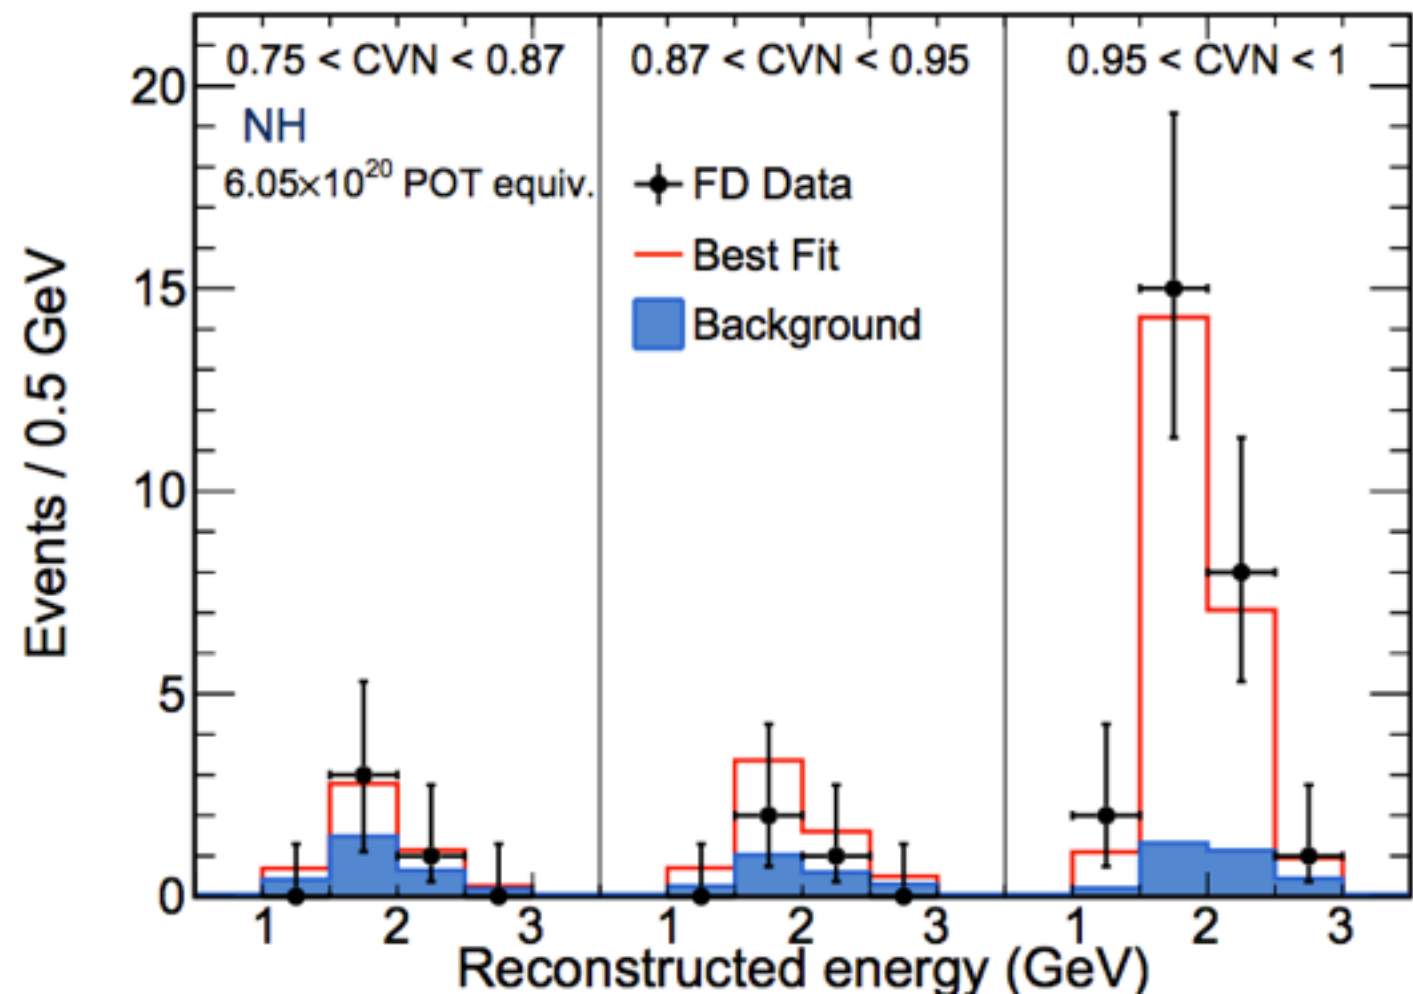 0.75 < CVN < 0.87
0.87 < CVN < 0.95
0.95 < CVN < 1
NH
6.05×10²⁰ POT equiv.
FD Data
Best Fit
Background
Events / 0.5 GeV
20
15
10
5
0
1 2 3
1 2 3
1 2 3
Reconstructed energy (GeV)